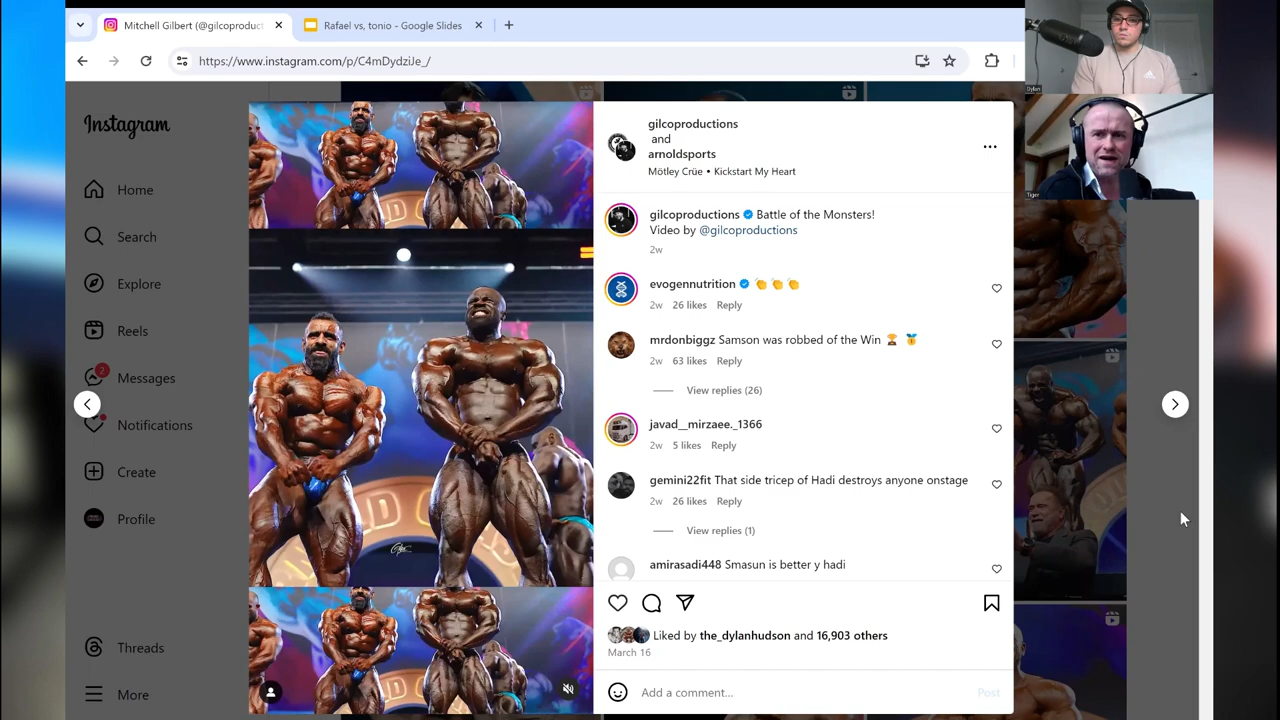 Mitchell Gilbert (@gilcoproduct
Rafael vs, tonio - Google Slides
https://www.instagram.com/p/C4mDydziJe_/
Dylan
Tiger
Instagram
Home
Search
Explore
Reels
2
Messages
Notifications
Create
Profile
Threads
More
gilcoproductions
and
arnoldsports
Mötley Crüe • Kickstart My Heart
gilcoproductions Battle of the Monsters!
Video by @gilcoproductions
2w
evogennutrition 👏 👏 👏
2w 26 likes Reply
mrdonbiggz Samson was robbed of the Win 🏆 🥇
2w 63 likes Reply
View replies (26)
javad__mirzaee._1366
2w 5 likes Reply
gemini22fit That side tricep of Hadi destroys anyone onstage
2w 26 likes Reply
View replies (1)
amirasadi448 Smasun is better y hadi
Liked by the_dylanhudson and 16,903 others
March 16
Add a comment...
Post